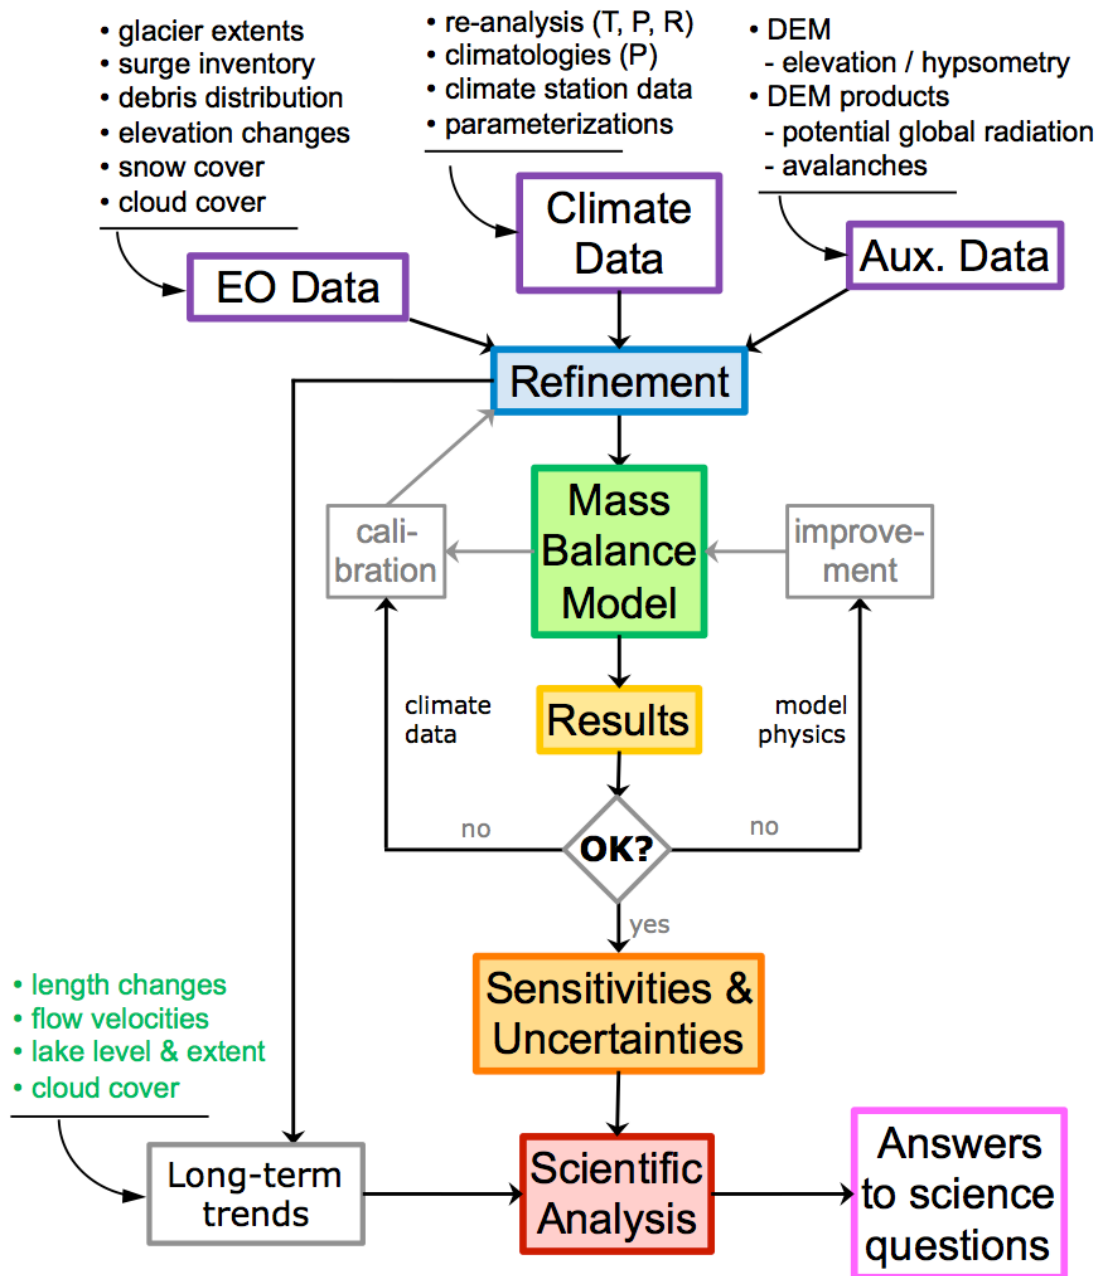 • glacier extents
• surge inventory
• debris distribution
• elevation changes
• snow cover
• cloud cover
• re-analysis (T, P, R)
• climatologies (P)
• climate station data
• parameterizations
• DEM
- elevation / hypsometry
• DEM products
- potential global radiation
- avalanches
EO Data
Climate
Data
Aux. Data
Refinement
Mass
Balance
Model
cali-
bration
improve-
ment
climate
data
model
physics
Results
no
OK?
no
yes
Sensitivities &
Uncertainties
• length changes
• flow velocities
• lake level & extent
• cloud cover
Long-term
trends
Scientific
Analysis
Answers
to science
questions